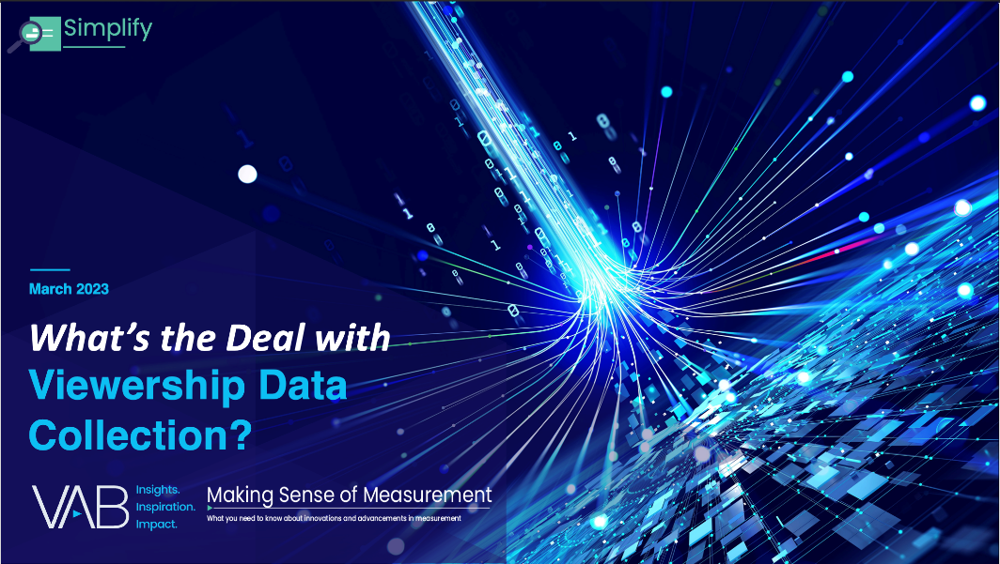 Simplify
March 2023
What's the Deal with
Viewership Data
Collection?
VAB
Insights.
Inspiration.
Impact.
Making Sense of Measurement
What you need to know about innovations and advancements in measurement